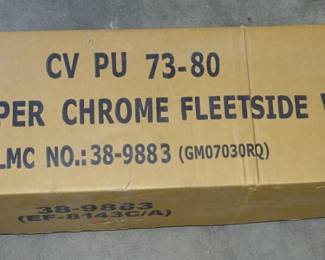 CV PU 73-80
PER CHROME FLEETSIDE
LMC NO.:38-9883 (GM07030RQ)
38-9883
(EF-8143C/A)